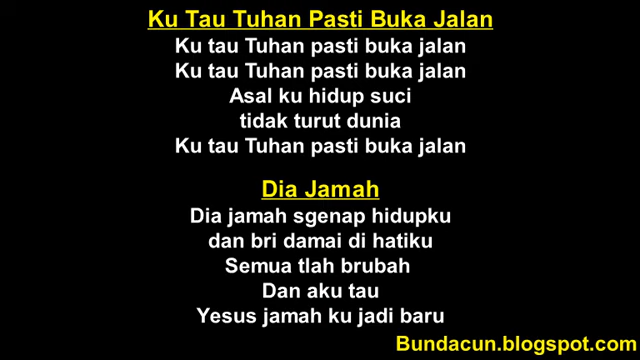 Ku Tau Tuhan Pasti Buka Jalan
Ku tau Tuhan pasti buka jalan
Ku tau Tuhan pasti buka jalan
Asal ku hidup suci
tidak turut dunia
Ku tau Tuhan pasti buka jalan
Dia Jamah
Dia jamah sgenap hidupku
dan bri damai di hatiku
Semua tlah brubah
Dan aku tau
Yesus jamah ku jadi baru
Bundacun.blogspot.com